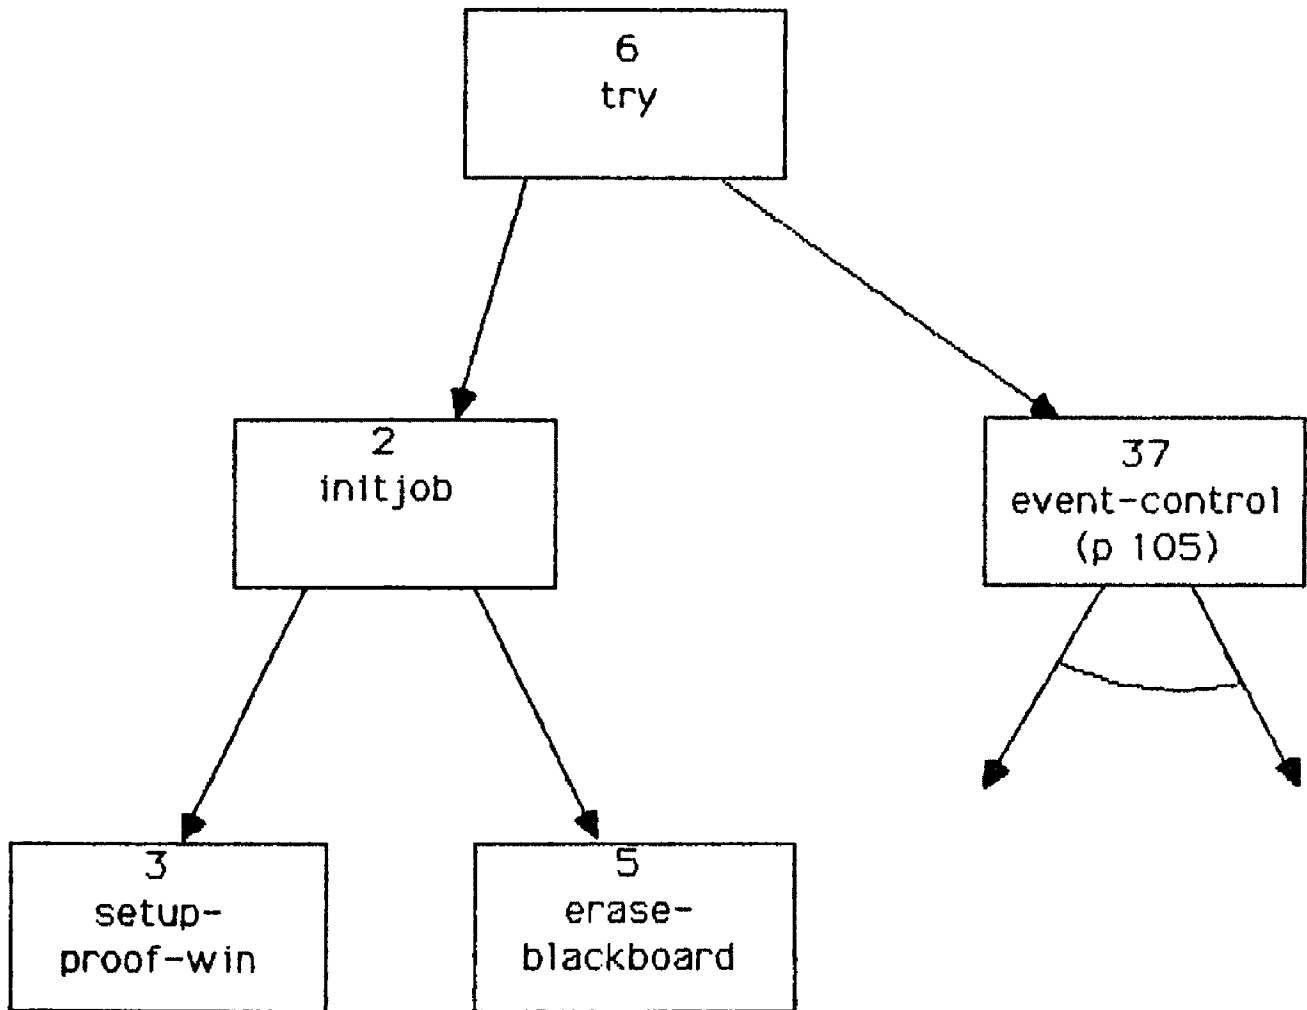 6
try
2
initjob
37
event-control
(p 105)
3
setup-
proof-win
5
erase-
blackboard